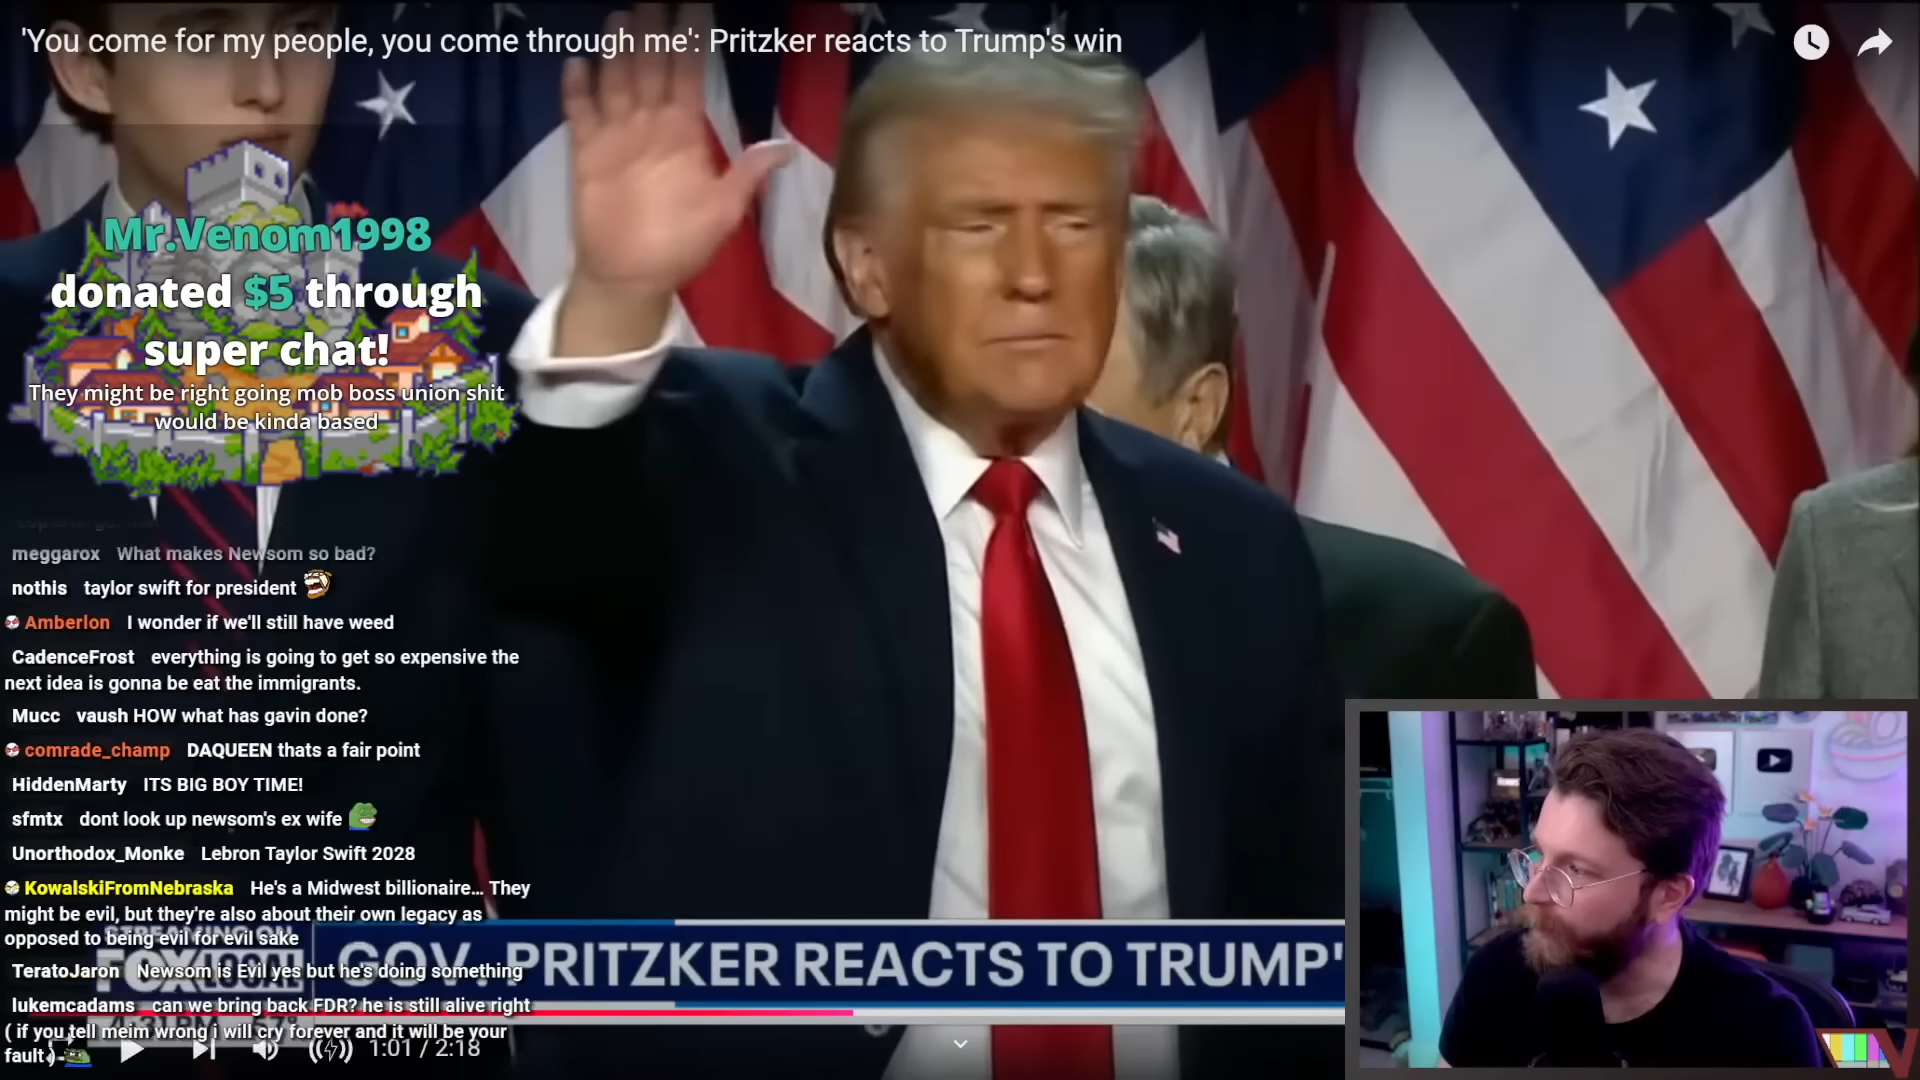 'You come for my people, you come through me': Pritzker reacts to Trump's win
Mr.Venom1998
donated $5 through
super chat!
They might be right going mob boss union shit
would be kinda based
meggarox What makes Newsom so bad?
nothis taylor swift for president
Amberlon I wonder if we'll still have weed
CadenceFrost everything is going to get so expensive the
next idea is gonna be eat the immigrants.
Mucc vaush HOW what has gavin done?
comrade_champ DAQUEEN thats a fair point
HiddenMarty ITS BIG BOY TIME!
sfmtx dont look up newsom's ex wife
Unorthodox_Monke Lebron Taylor Swift 2028
KowalskiFromNebraska He's a Midwest billionaire... They
might be evil, but they're also about their own legacy as
opposed to being evil for evil sake
TeratoJaron Newsom is Evil yes but he's doing something
lukemcadams can we bring back FDR? he is still alive right
( if you tell meim wrong i will cry forever and it will be your
fault )
STREAMING ON
FOX LOCAL
GOV. PRITZKER REACTS TO TRUMP'
1:01 / 2:18